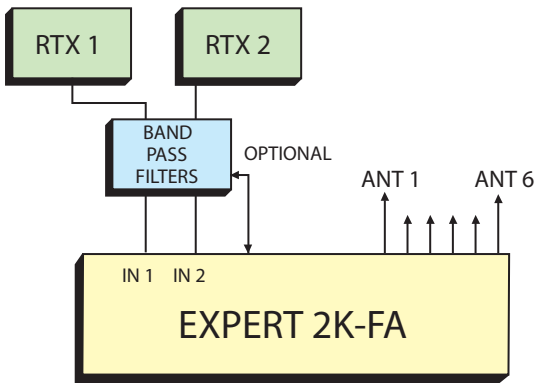 RTX 1
RTX 2
BAND
PASS
FILTERS
OPTIONAL
ANT 1
ANT 6
IN 1
IN 2
EXPERT 2K-FA